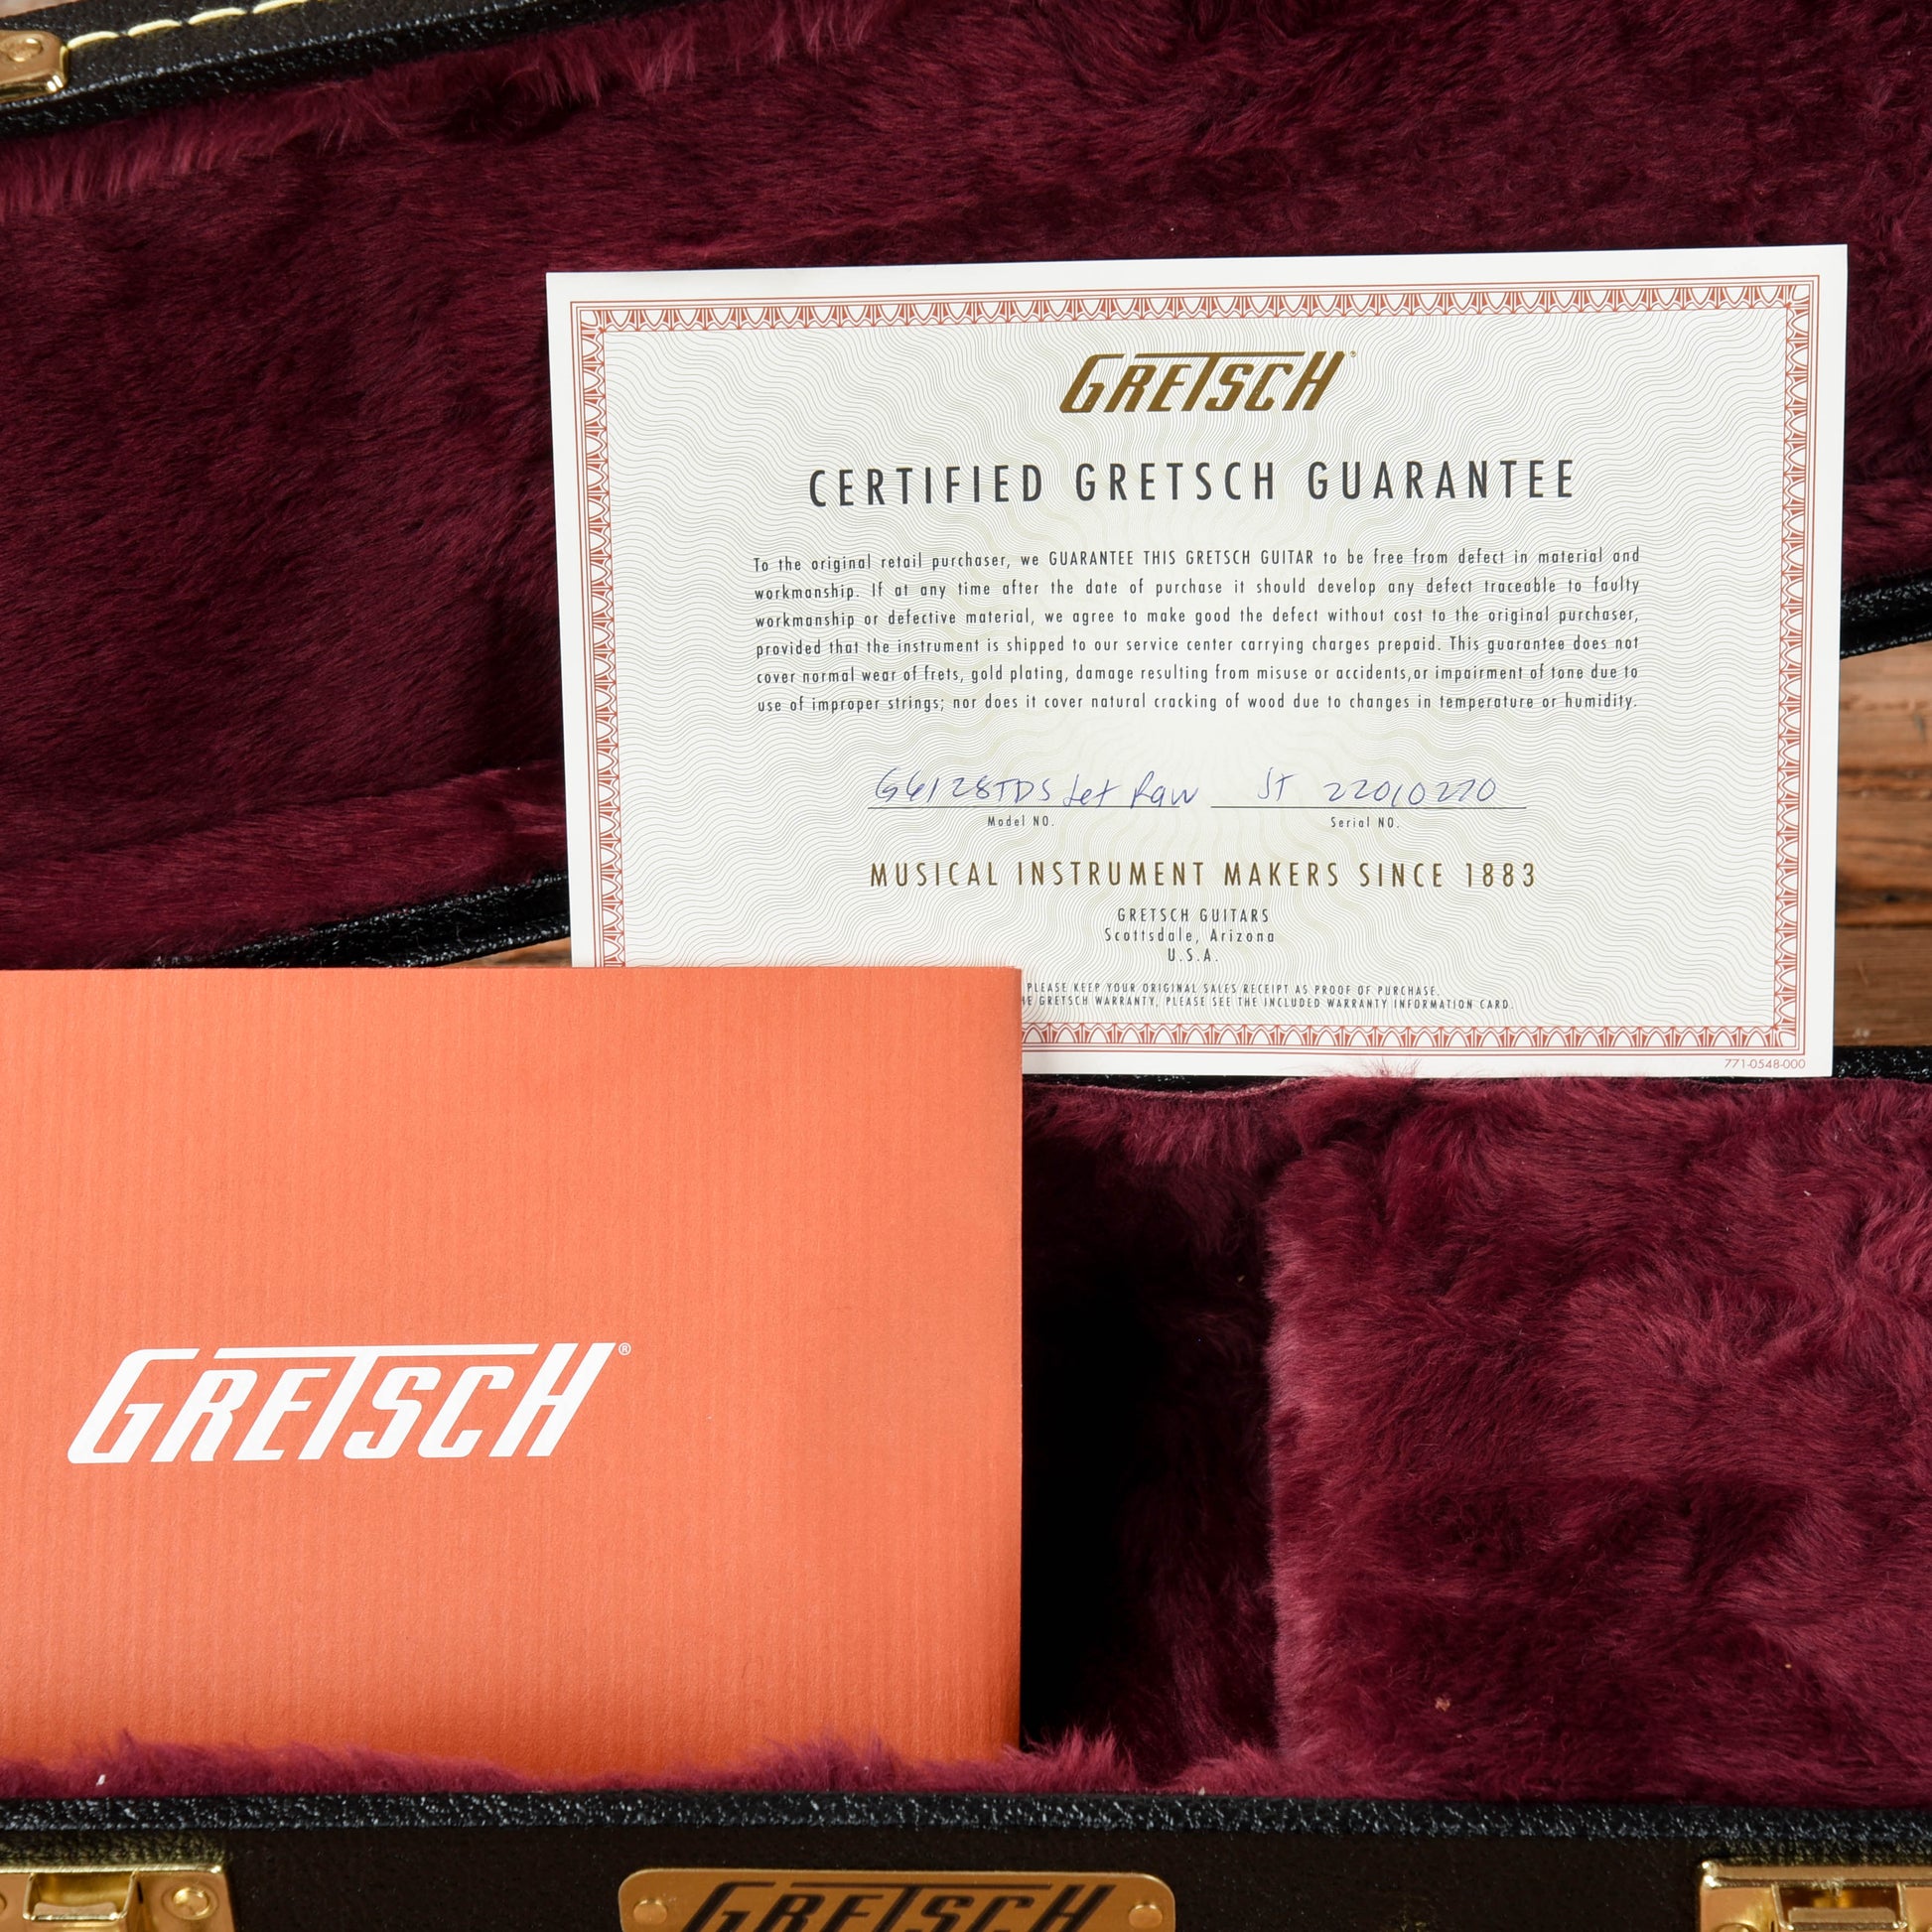 GRETSCH
CERTIFIED GRETSCH GUARANTEE
To the original retail purchaser, we GUARANTEE THIS GRETSCH GUITAR to be free from defect in material and
workmanship. If at any time after the date of purchase it should develop any defect traceable to faulty
workmanship or defective material, we agree to make good the defect without cost to the original purchaser,
provided that the instrument is shipped to our service center carrying charges prepaid. This guarantee does not
cover normal wear of frets, gold plating, damage resulting from misuse or accidents,or impairment of tone due to
use of improper strings; nor does it cover natural cracking of wood due to changes in temperature or humidity.
G6128TDS Jet Raw JT 22010270
Model NO. Serial NO.
MUSICAL INSTRUMENT MAKERS SINCE 1883
GRETSCH GUITARS
Scottsdale, Arizona
U.S.A.
PLEASE KEEP YOUR ORIGINAL SALES RECEIPT AS PROOF OF PURCHASE.
GRETSCH WARRANTY, PLEASE SEE THE INCLUDED WARRANTY INFORMATION CARD.
771-0548-000
GRETSCH®
GRETSCH